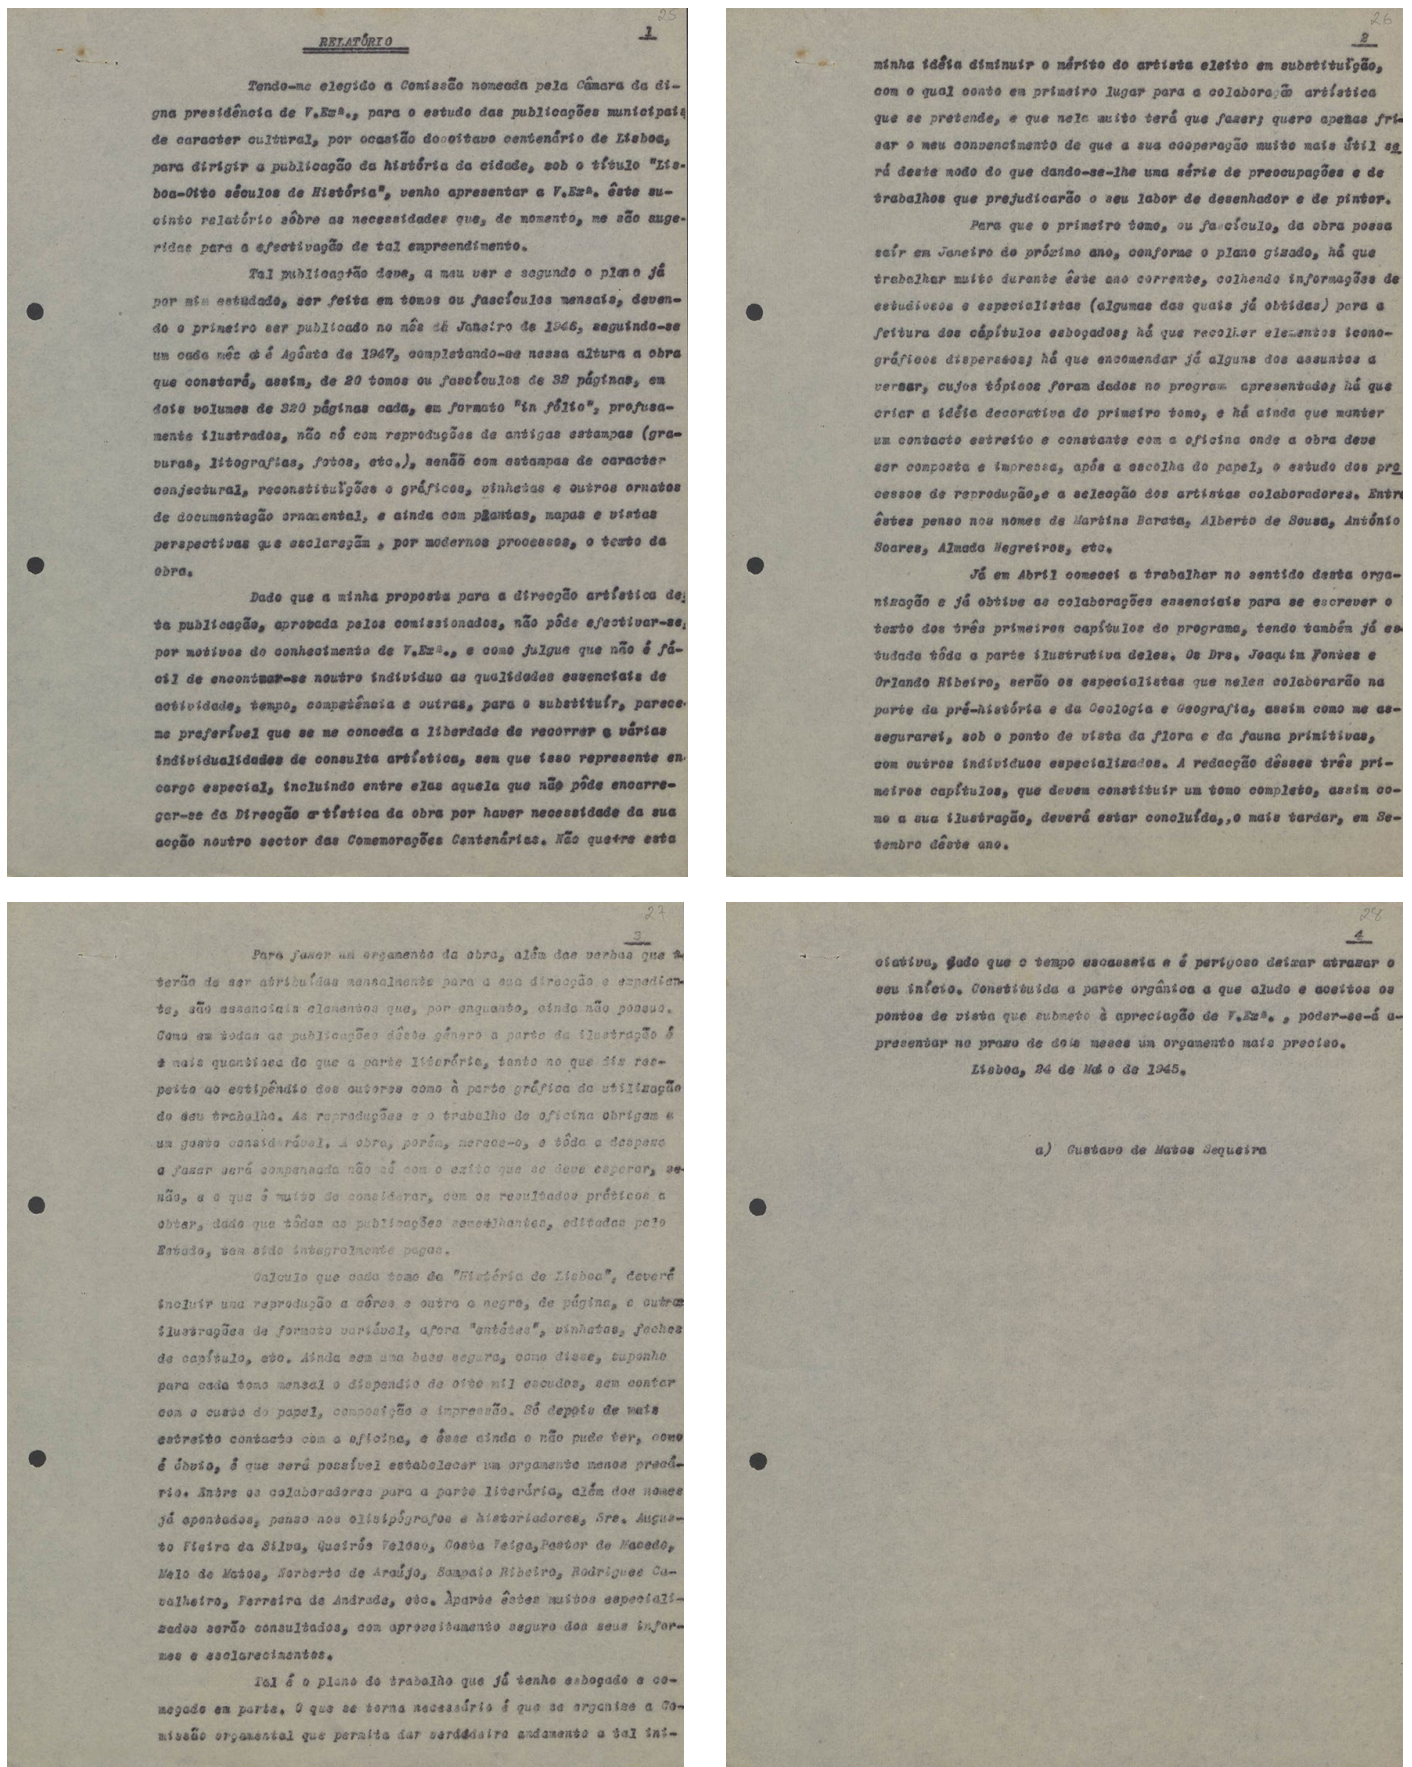 25
1
RELATÓRIO
Tendo-me elegido a Comissão nomeada pela Câmara da di-
gna presidência de V.Exª., para o estudo das publicações municipais
de caracter cultural, por ocasião do oitavo centenário de Lisboa,
para dirigir a publicação da história da cidade, sob o título "Lis-
boa-Oito séculos de História", venho apresentar a V.Exª. êste su-
cinto relatório sôbre as necessidades que, de momento, me são suge-
ridas para a efectivação de tal empreendimento.
Tal publicação deve, a meu ver e segundo o plano já
por mim estudado, ser feita em tomos ou fascículos mensais, deven-
do o primeiro ser publicado no mês de Janeiro de 1946, seguindo-se
um cada mês até Agôsto de 1947, completando-se nessa altura a obra
que constará, assim, de 20 tomos ou fascículos de 32 páginas, em
dois volumes de 320 páginas cada, em formato "in fólio", profusa-
mente ilustrados, não só com reproduções de antigas estampas (gra-
vuras, litografias, fotos, etc.), senão com estampas de caracter
conjectural, reconstituïções e gráficos, vinhetas e outros ornatos
de documentação ornamental, e ainda com plantas, mapas e vistas
perspectivas que esclareçam , por modernos processos, o texto da
obra.
Dado que a minha proposta para a direcção artística des
ta publicação, aprovada pelos comissionados, não pôde efectivar-se,
por motivos do conhecimento de V.Exª., e como julgue que não é fá-
cil de encontrar-se noutro individuo as qualidades essenciais de
actividade, tempo, competência e outras, para o substituír, parece-
me preferível que se me conceda a liberdade de recorrer a várias
individualidades de consulta artística, sem que isso represente en-
cargo especial, incluindo entre elas aquela que não pôde encarre-
gar-se da Direcção artística da obra por haver necessidade da sua
acção noutro sector das Comemorações Centenárias. Não quere esta
26
2
minha idéia diminuir o mérito do artista eleito em substituïção,
com o qual conto em primeiro lugar para a colaboração artística
que se pretende, e que nela muito terá que fazer; quero apenas fri-
sar o meu convencimento de que a sua cooperação muito mais útil se
rá deste modo do que dando-se-lhe uma série de preocupações e de
trabalhos que prejudicarão o seu labor de desenhador e de pintor.
Para que o primeiro tomo, ou fascículo, da obra possa
saír em Janeiro do próximo ano, conforme o plano gizado, há que
trabalhar muito durante êste ano corrente, colhendo informações de
estudiosos e especialistas (algumas das quais já obtidas) para a
feitura dos cápítulos esboçados; há que recolher elementos icono-
gráficos dispersos; há que encomendar já alguns dos assuntos a
versar, cujos tópicos foram dados no program apresentado; há que
criar a idéia decorativa do primeiro tomo, e há ainda que manter
um contacto estreito e constante com a oficina onde a obra deve
ser composta e impressa, após a escolha do papel, o estudo dos pro
cessos de reprodução,e a selecção dos artistas colaboradores. Entre
êstes penso nos nomes de Martins Barata, Alberto de Sousa, António
Soares, Almada Negreiros, etc.
Já em Abril comecei a trabalhar no sentido desta orga-
nização e já obtive as colaborações essenciais para se escrever o
texto dos três primeiros capítulos do programa, tendo também já es-
tudada tôda a parte ilustrativa deles. Os Drs. Joaquim Fontes e
Orlando Ribeiro, serão os especialistas que neles colaborarão na
parte da pré-história e da Geologia e Geografia, assim como me as-
segurarei, sob o ponto de vista da flora e da fauna primitivas,
com outros individuos especializados. A redacção dêsses três pri-
meiros capítulos, que devem constituir um tomo completo, assim co-
mo a sua ilustração, deverá estar concluída,,o mais tardar, em Se-
tembro dêste ano.
27
3
Para fazer um orçamento da obra, além das verbas que
terão de ser atribuídas mensalmente para a sua direcção e expedien-
te, são essenciais elementos que, por enquanto, ainda não possuo.
Como em todas as publicações dêste género a parte da ilustração é
mais quantiosa do que a parte literária, tanto no que diz res-
peito ao estipêndio dos autores como à parte gráfica da utilização
do seu trabalho. As reproduções e o trabalho de oficina obrigam a
um gasto considerável. A obra, porém, merece-o, e tôda a despesa
a fazer será compensada não só com o exito que se deve esperar, se-
não, e o que é muito de considerar, com os resultados práticos a
obter, dado que tôdas as publicações semelhantes, editadas pelo
Estado, tem sido integralmente pagas.
Calculo que cada tomo da "História de Lisboa", deverá
incluir uma reprodução a côres e outra a negro, de página, e outras
ilustrações de formato variável, afora "entêtes", vinhetas, fechos
de capítulo, etc. Ainda sem uma base segura, como disse, suponho
para cada tomo mensal o dispendio de oito mil escudos, sem contar
com o custo do papel, composição e impressão. Só depois de mais
estreito contacto com a oficina, e êsse ainda o não pude ter, como
é óbvio, é que será possível estabelecer um orçamento menos precá-
rio. Entre os colaboradores para a parte literária, além dos nomes
já apontados, penso nos olisipógrafos e historiadores, Srs. Augus-
to Vieira da Silva, Queirós Veloso, Costa Veiga,Pastor de Macedo,
Melo de Matos, Norberto de Araújo, Sampaio Ribeiro, Rodrigues Ca-
valheiro, Ferreira de Andrade, etc. Àparte êstes muitos especiali-
zados serão consultados, com aproveitamento seguro dos seus infor-
mes e esclarecimentos.
Tal é o plano do trabalho que já tenho esboçado e co-
meçado em parte. O que se torna necessário é que se organise a Co-
missão orçamental que permita dar verdadeiro andamento a tal ini-
28
4
ciativa, dado que o tempo escasseia e é perigoso deixar atrasar o
seu início. Constituida a parte orgânica a que aludo e aceitos os
pontos de vista que submeto à apreciação de V.Exª. , poder-se-á a-
presentar no praso de dois meses um orçamento mais preciso.
Lisboa, 24 de Maio de 1945.
a) Gustavo de Matos Sequeira